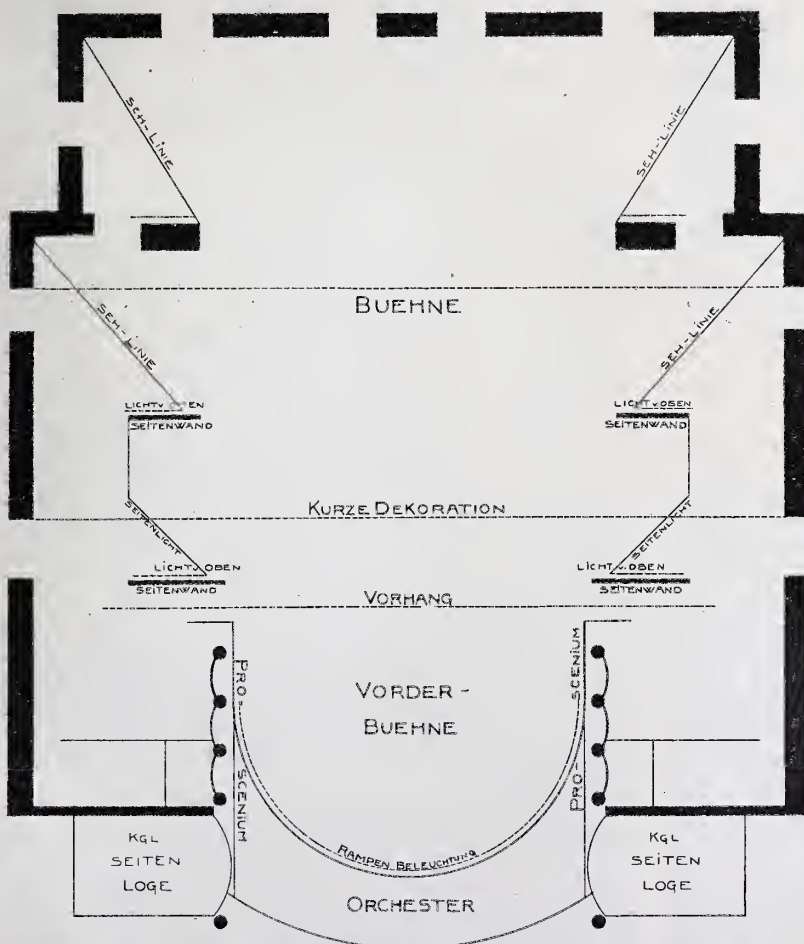 SEH-LINIE
SEH-LINIE
BUEHNE
SEH-LINIE
SEH-LINIE
LICHT V. OBEN
SEITENWAND
LICHT V. OBEN
SEITENWAND
SEITENLICHT
KURZE DEKORATION
SEITENLICHT
LICHT V. OBEN
SEITENWAND
LICHT V. OBEN
SEITENWAND
VORHANG
PRO-
SCENIUM
VORDER-
BUEHNE
SCENIUM
PRO-
RAMPEN BELEUCHTUNG
KGL
SEITEN
LOGE
ORCHESTER
KGL
SEITEN
LOGE